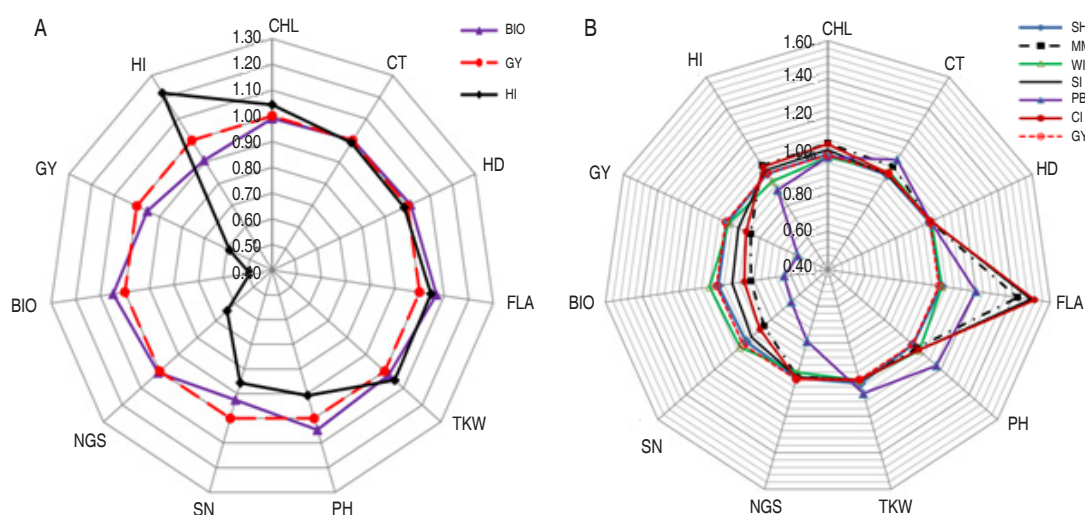 A
CHL
CT
HD
FLA
TKW
PH
SN
NGS
BIO
GY
HI
1.30
1.20
1.10
1.00
0.90
0.80
0.70
0.60
0.50
BIO
GY
HI
B
CHL
CT
HD
FLA
PH
TKW
NGS
SN
BIO
GY
HI
1.60
1.40
1.20
1.00
0.80
0.60
0.40
SH
SI
PB
CI
GY